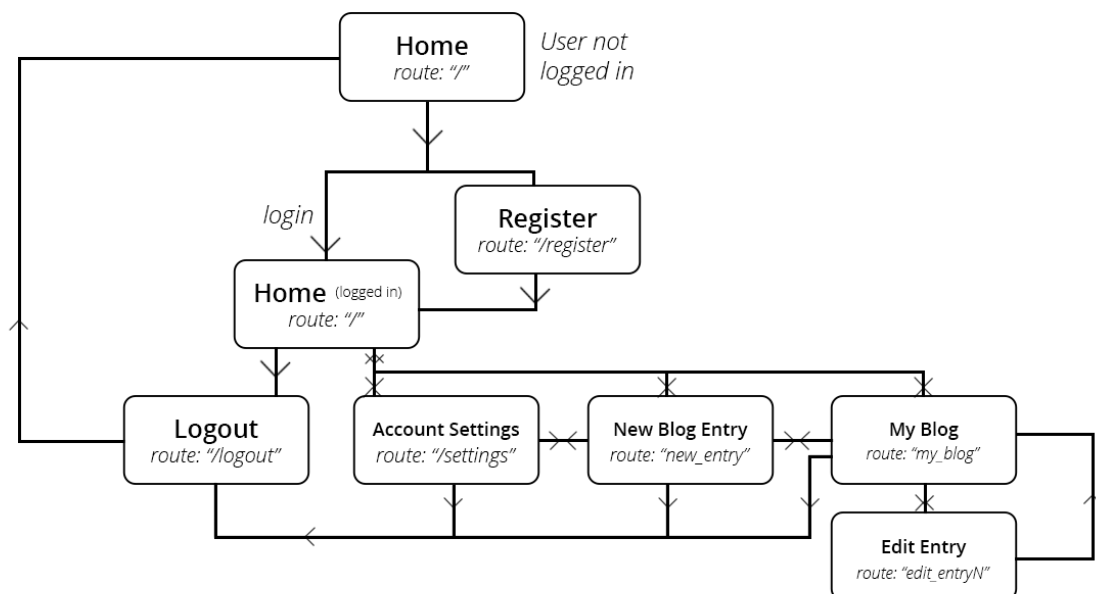 Home
route: “/”
User not
logged in
login
Register
route: “/register”
Home (logged in)
route: “/”
Logout
route: “/logout”
Account Settings
route: “/settings”
New Blog Entry
route: “new_entry”
My Blog
route: “my_blog”
Edit Entry
route: “edit_entryN”